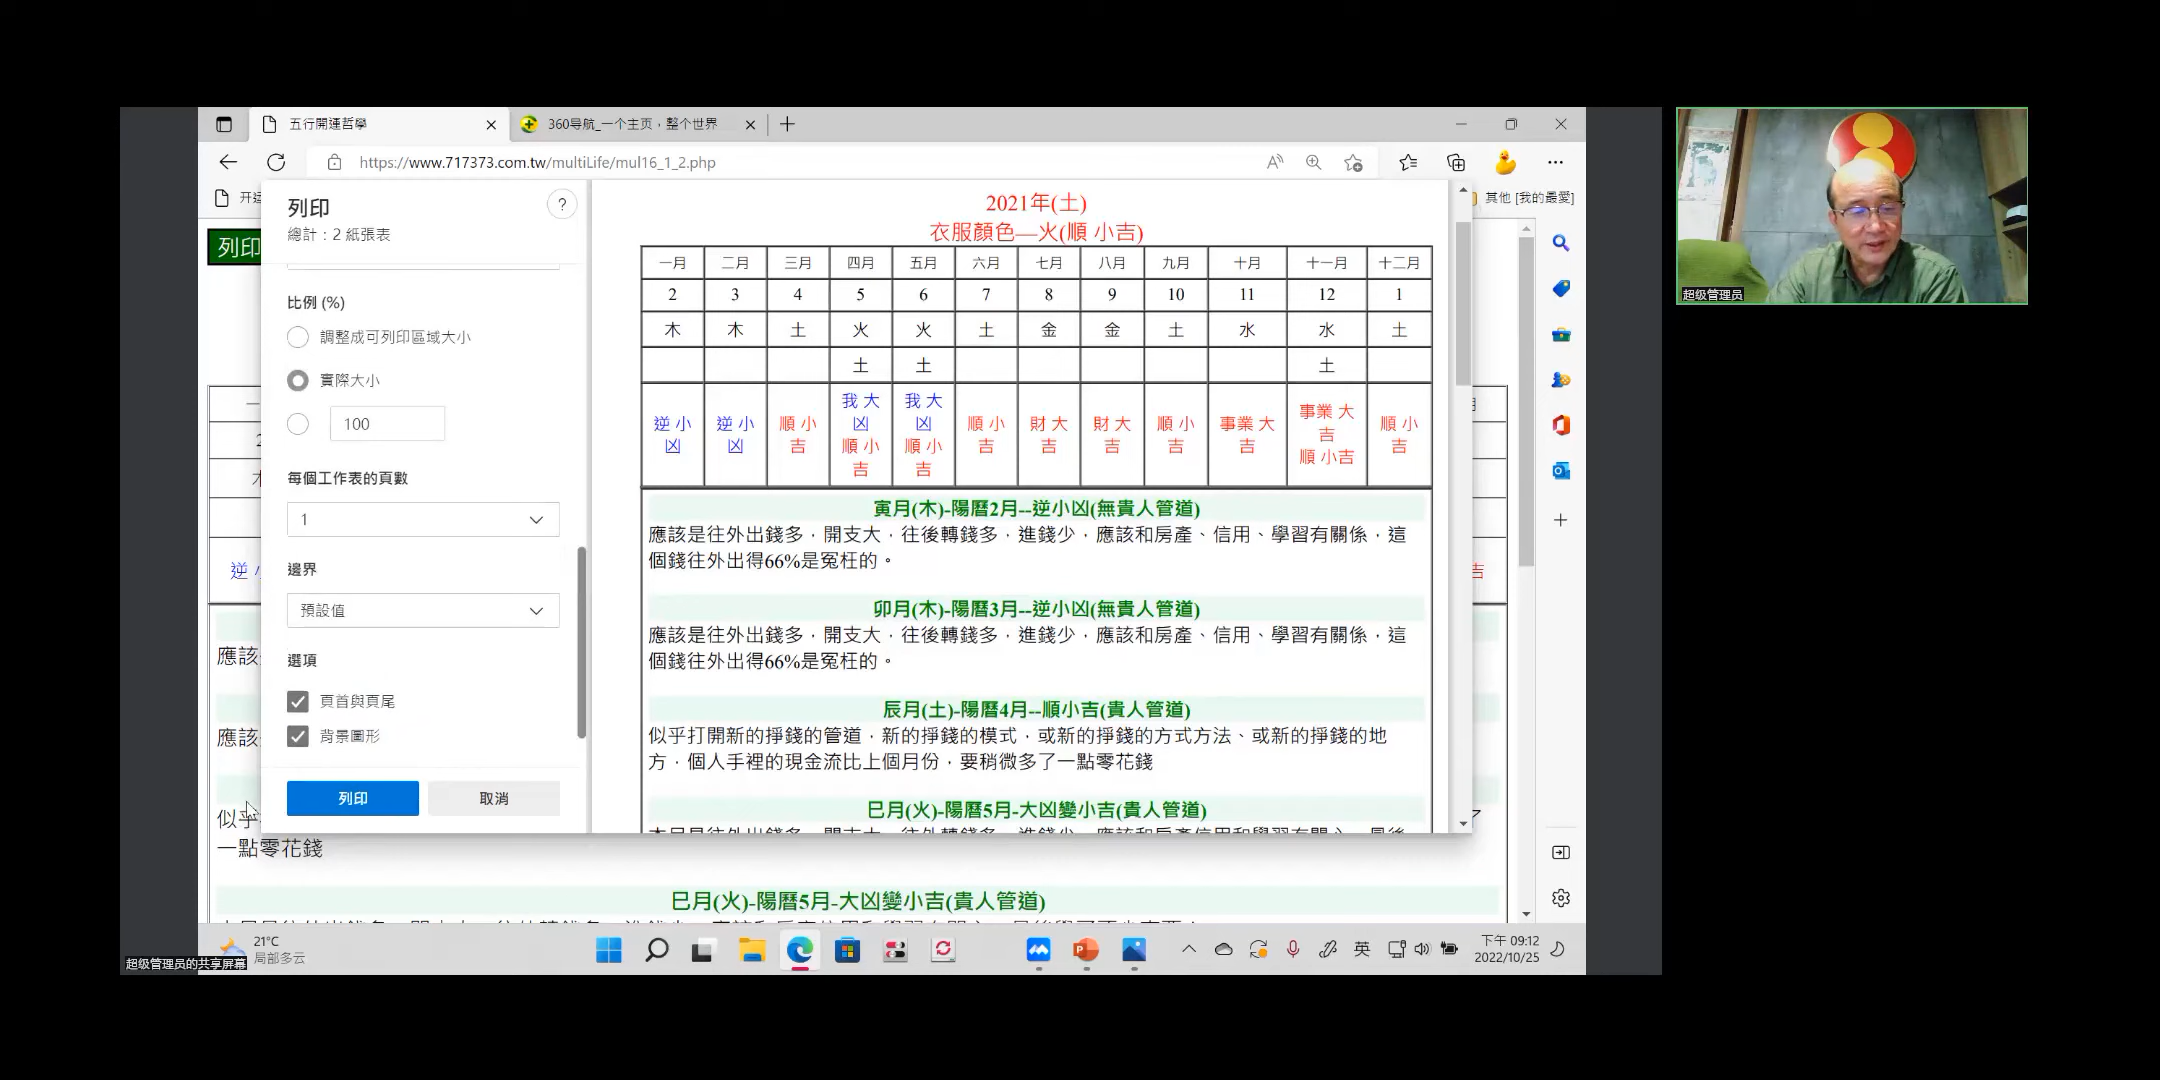 五行開運哲學
360导航_一个主页，整个世界
https://www.717373.com.tw/multiLife/mul16_1_2.php
其他 [我的最愛]
列印
列印
?
總計：2 紙張表
比例 (%)
調整成可列印區域大小
實際大小
100
每個工作表的頁數
1
邊界
預設值
選項
頁首與頁尾
背景圖形
列印
取消
2021年(土)
衣服顏色—火(順 小吉)
一月 二月 三月 四月 五月 六月 七月 八月 九月 十月 十一月 十二月
2 3 4 5 6 7 8 9 10 11 12 1
木 木 土 火 火 土 金 金 土 水 水 土
土 土 土
逆 小凶 逆 小凶 順 小吉 我 大凶 順 小吉 我 大凶 順 小吉 順 小吉 財 大吉 財 大吉 順 小吉 事業 大吉 事業 大吉 順 小吉 順 小吉
寅月(木)-陽曆2月--逆小凶(無貴人管道)
應該是往外出錢多，開支大，往後轉錢多，進錢少，應該和房產、信用、學習有關係，這
個錢往外出得66%是冤枉的。
卯月(木)-陽曆3月--逆小凶(無貴人管道)
應該是往外出錢多，開支大，往後轉錢多，進錢少，應該和房產、信用、學習有關係，這
個錢往外出得66%是冤枉的。
辰月(土)-陽曆4月--順小吉(貴人管道)
似乎打開新的掙錢的管道，新的掙錢的模式，或新的掙錢的方式方法、或新的掙錢的地
方，個人手裡的現金流比上個月份，要稍微多了一點零花錢
巳月(火)-陽曆5月-大凶變小吉(貴人管道)
逆
吉
應該
應該
似乎
一點零花錢
巳月(火)-陽曆5月-大凶變小吉(貴人管道)
21°C
局部多云
英
下午 09:12
2022/10/25
超级管理员的共享屏幕
超级管理员